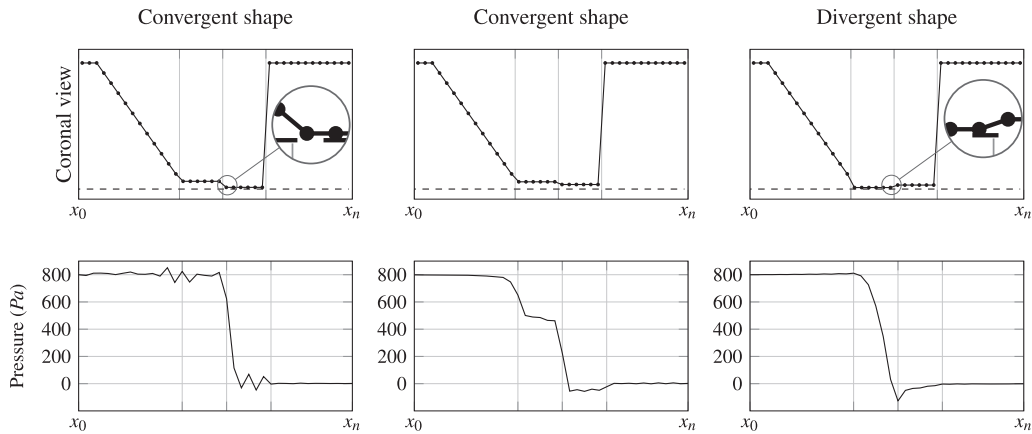 Convergent shape Convergent shape Divergent shape
Coronal view
x0 xn x0 xn x0 xn
Pressure (Pa)
800 800 800
600 600 600
400 400 400
200 200 200
0 0 0
x0 xn x0 xn x0 xn